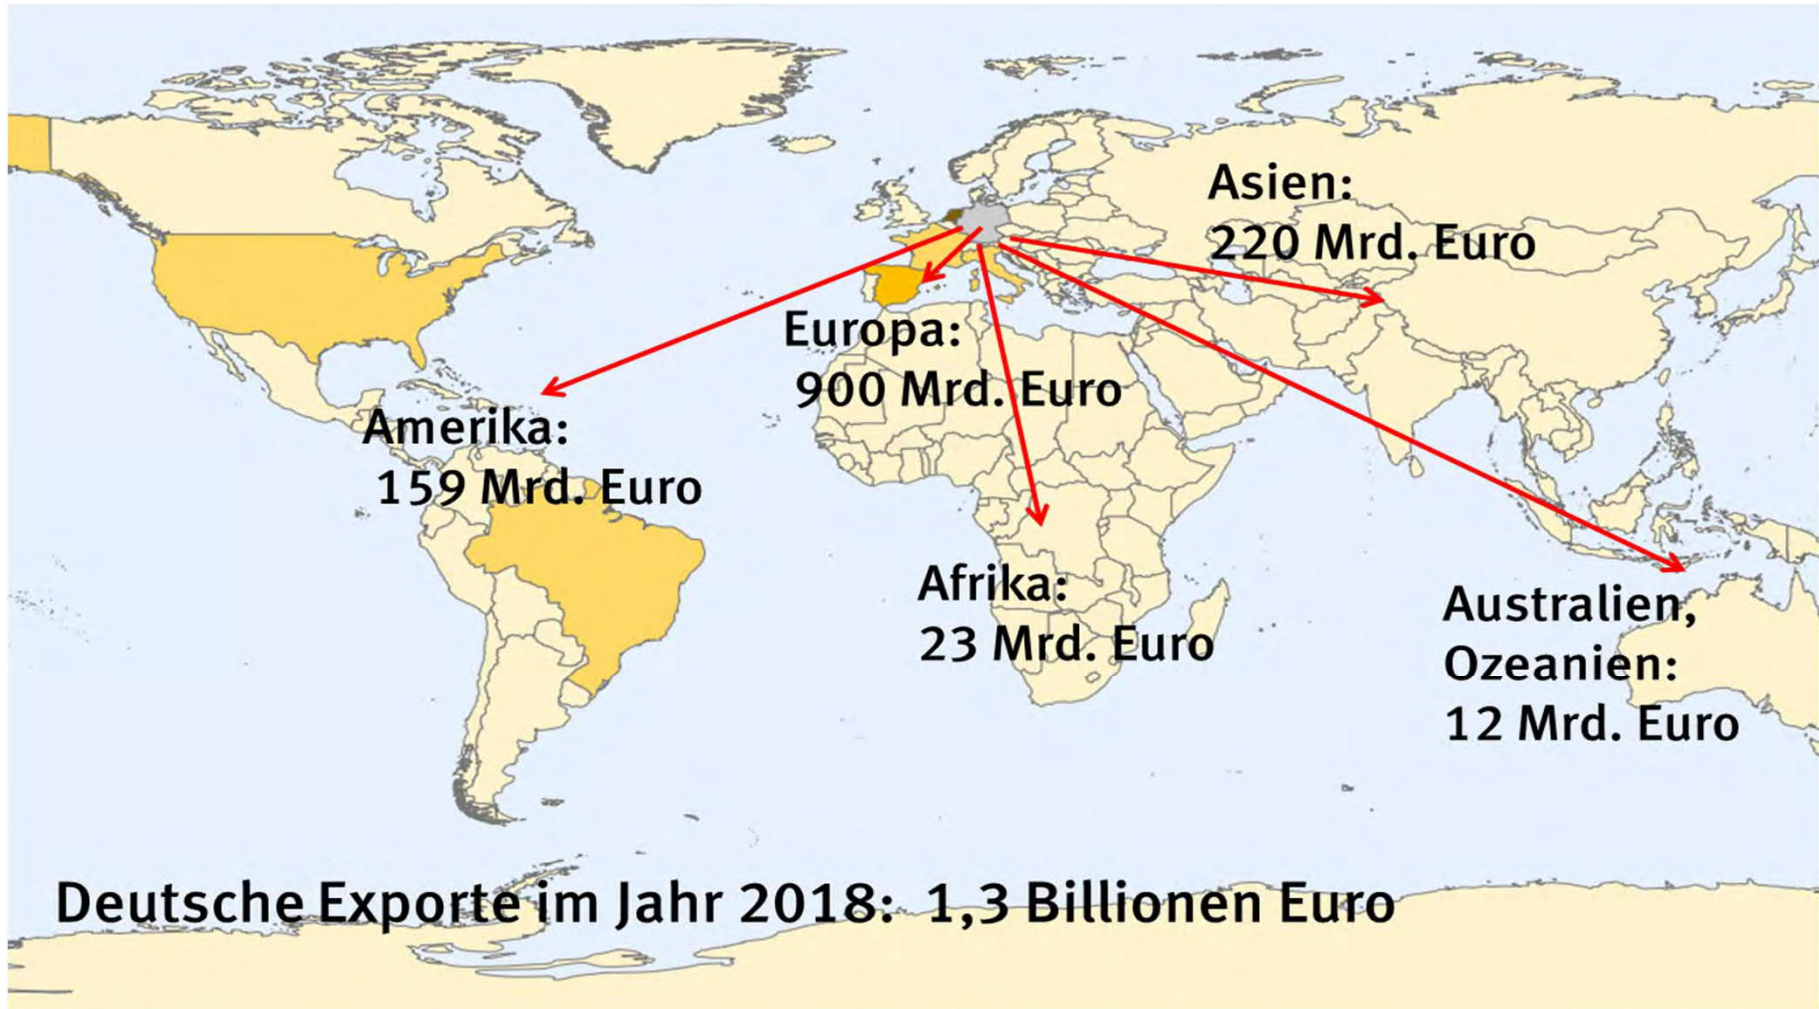 Asien:
220 Mrd. Euro
Europa:
900 Mrd. Euro
Amerika:
159 Mrd. Euro
Afrika:
23 Mrd. Euro
Australien,
Ozeanien:
12 Mrd. Euro
Deutsche Exporte im Jahr 2018: 1,3 Billionen Euro